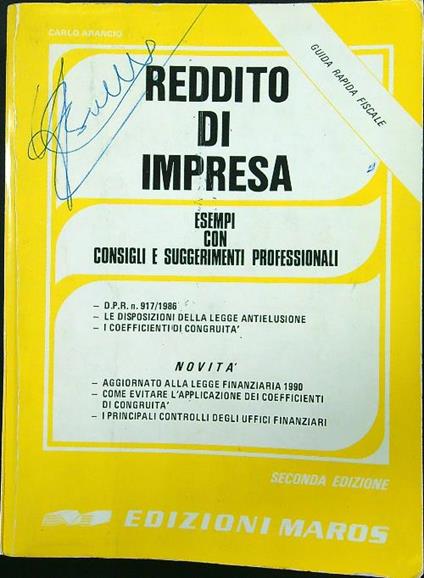 CARLO ARANCIO
GUIDA RAPIDA FISCALE
REDDITO
DI
IMPRESA
ESEMPI
CON
CONSIGLI E SUGGERIMENTI PROFESSIONALI
– D.P.R. n. 917/1986
– LE DISPOSIZIONI DELLA LEGGE ANTIELUSIONE
– I COEFFICIENTI DI CONGRUITA'
NOVITA'
– AGGIORNATO ALLA LEGGE FINANZIARIA 1990
– COME EVITARE L'APPLICAZIONE DEI COEFFICIENTI
DI CONGRUITA'
– I PRINCIPALI CONTROLLI DEGLI UFFICI FINANZIARI
SECONDA EDIZIONE
EDIZIONI MAROS